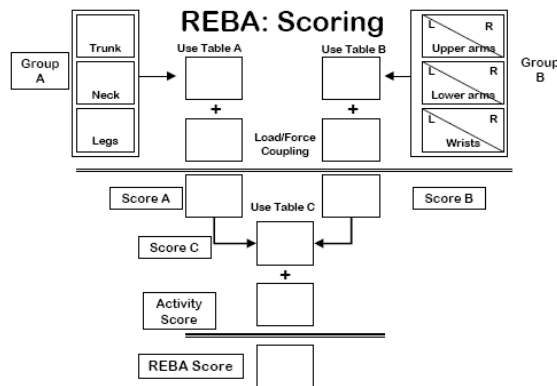 REBA: Scoring
Group
A
Trunk
Neck
Legs
Use Table A
+
Use Table B
+
Load/Force
Coupling
L R
Upper arms
L R
Lower arms
L R
Wrists
Group
B
Score A
Use Table C
Score B
Score C
+
Activity
Score
REBA Score